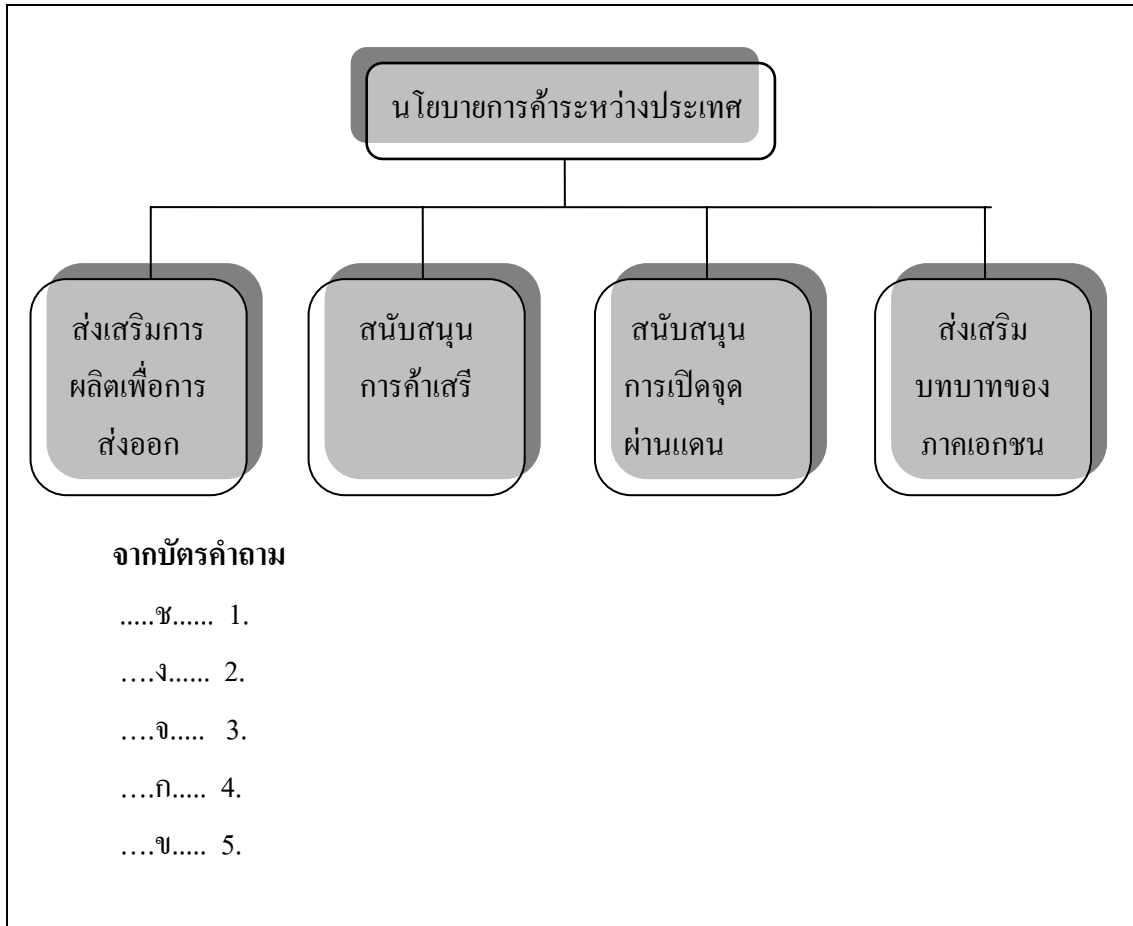 นโยบายการค้าระหว่างประเทศ
ส่งเสริมการ
ผลิตเพื่อการ
ส่งออก
สนับสนุน
การค้าเสรี
สนับสนุน
การเปิดจุด
ผ่านแดน
ส่งเสริม
บทบาทของ
ภาคเอกชน
จากบัตรคำถาม
.....ช...... 1.
....ง...... 2.
....จ..... 3.
....ก..... 4.
....ข..... 5.